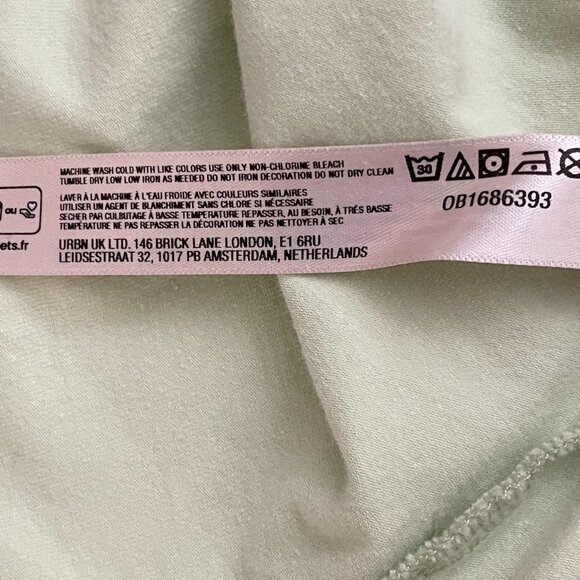 MACHINE WASH COLD WITH LIKE COLORS USE ONLY NON-CHLORINE BLEACH
TUMBLE DRY LOW LOW IRON AS NEEDED DO NOT IRON DECORATION DO NOT DRY CLEAN
LAVER À LA MACHINE À L'EAU FROIDE AVEC COULEURS SIMILAIRES
UTILISER UN AGENT DE BLANCHIMENT SANS CHLORE SI NÉCESSAIRE
SECHER PAR CULBUTAGE À BASSE TEMPERATURE REPASSER, AU BESOIN, À TRÉS BASSE
TEMPÉRATURE NE PAS REPASSER LA DÉCORATION NE PAS NETTOYER À SEC
URBN UK LTD. 146 BRICK LANE LONDON, E1 6RU
LEIDSESTRAAT 32, 1017 PB AMSTERDAM, NETHERLANDS
30
OB1686393
OU
ets.fr